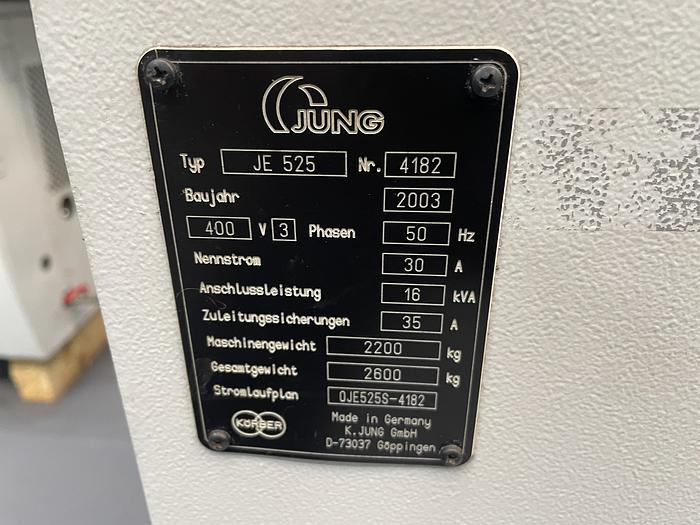 JUNG
Typ JE 525 Nr. 4182
Baujahr 2003
400 V 3 Phasen 50 Hz
Nennstrom 30 A
Anschlussleistung 16 kVA
Zuleitungssicherungen 35 A
Maschinengewicht 2200 kg
Gesamtgewicht 2600 kg
Stromlaufplan OJE525S-4182
KÖRBER
Made in Germany
K.JUNG GmbH
D-73037 Göppingen